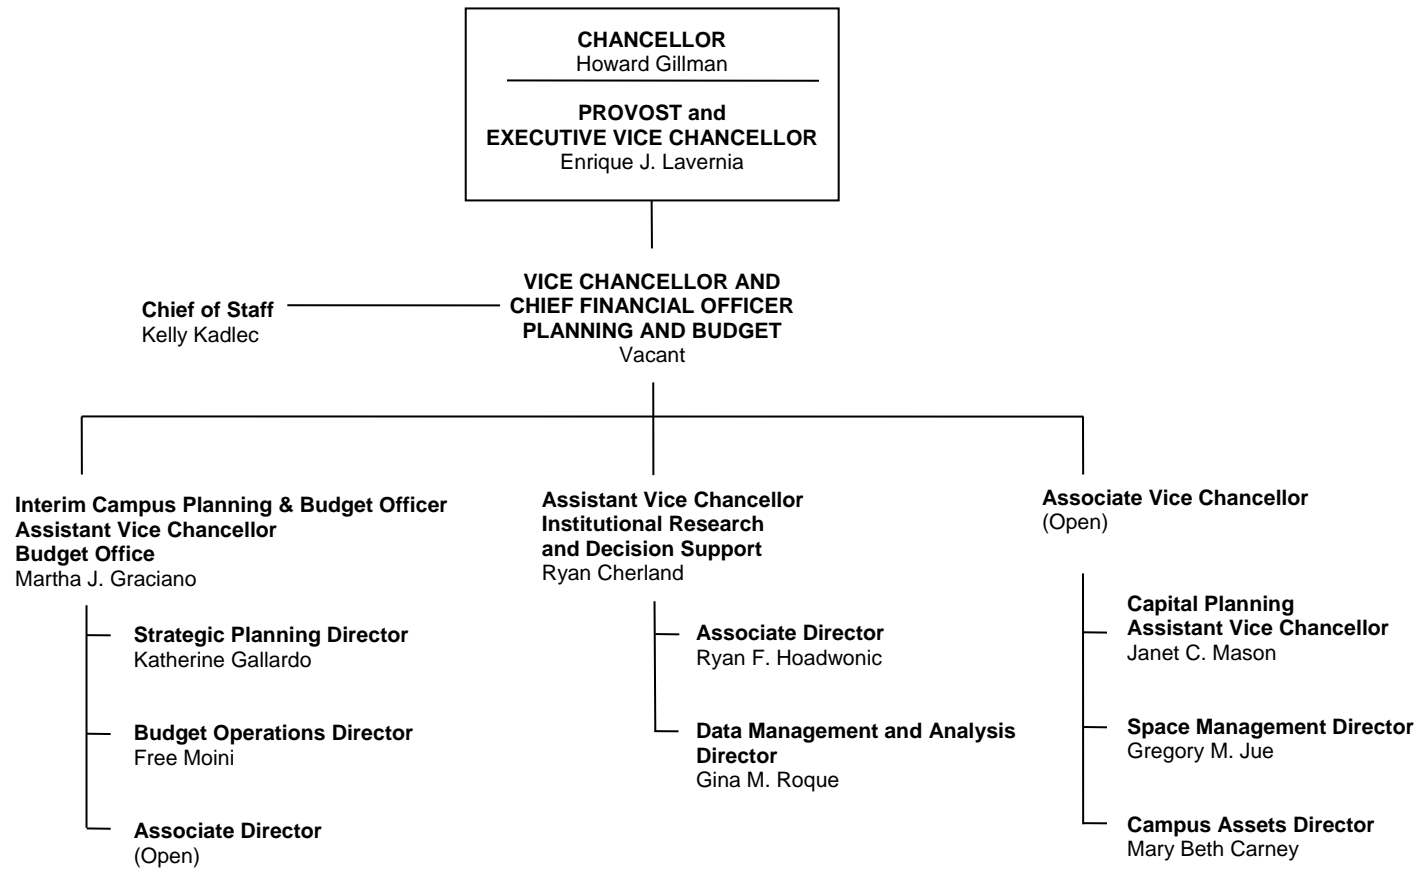 CHANCELLOR
Howard Gillman
PROVOST and
EXECUTIVE VICE CHANCELLOR
Enrique J. Lavernia
VICE CHANCELLOR AND
CHIEF FINANCIAL OFFICER
PLANNING AND BUDGET
Vacant
Chief of Staff
Kelly Kadlec
Interim Campus Planning & Budget Officer
Assistant Vice Chancellor
Budget Office
Martha J. Graciano
Strategic Planning Director
Katherine Gallardo
Budget Operations Director
Free Moini
Associate Director
(Open)
Assistant Vice Chancellor
Institutional Research
and Decision Support
Ryan Cherland
Associate Director
Ryan F. Hoadwonic
Data Management and Analysis
Director
Gina M. Roque
Associate Vice Chancellor
(Open)
Capital Planning
Assistant Vice Chancellor
Janet C. Mason
Space Management Director
Gregory M. Jue
Campus Assets Director
Mary Beth Carney